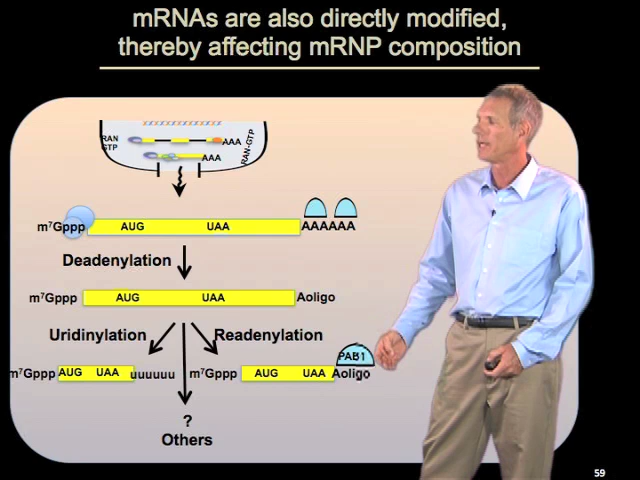 mRNAs are also directly modified,
thereby affecting mRNP composition
RAN
GTP
AAA
RAN-GTP
AAA
m⁷Gppp AUG UAA AAAAAA
Deadenylation
m⁷Gppp AUG UAA Aoligo
Uridinylation Readenylation
PAB1
m⁷Gppp AUG UAA uuuuuu m⁷Gppp AUG UAA Aoligo
?
Others
59